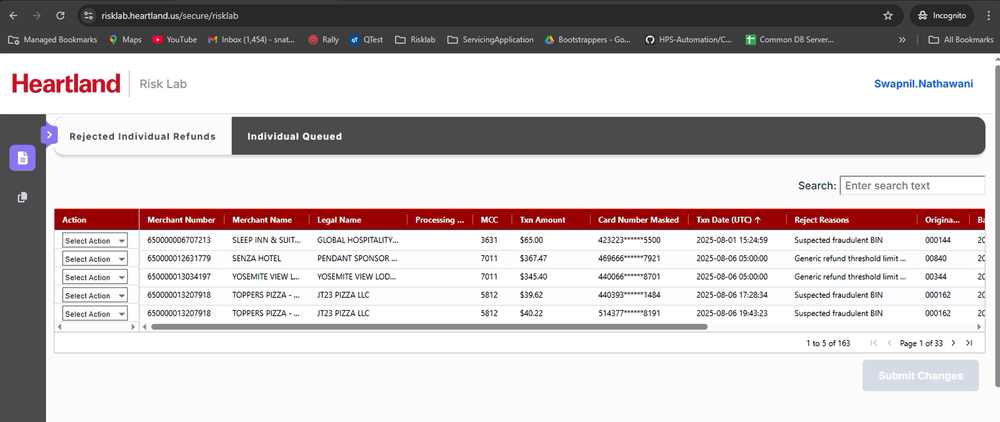 risklab.heartland.us/secure/risklab
Incognito
Managed Bookmarks Maps YouTube Inbox (1,454) - snat... Rally QTest Risklab ServicingApplication Bootstrappers - Go... HPS-Automation/C... Common DB Server... » All Bookmarks
Heartland Risk Lab
Swapnil.Nathawani
Rejected Individual Refunds Individual Queued
Search: Enter search text
Action Merchant Number Merchant Name Legal Name Processing ... MCC Txn Amount Card Number Masked Txn Date (UTC) ↑ Reject Reasons Origina... Ba
Select Action 650000006707213 SLEEP INN & SUIT... GLOBAL HOSPITALITY... 3631 $65.00 423223******5500 2025-08-01 15:24:59 Suspected fraudulent BIN 000144 20
Select Action 650000012631779 SENZA HOTEL PENDANT SPONSOR ... 7011 $367.47 469666******7921 2025-08-06 05:00:00 Generic refund threshold limit ... 00840 20
Select Action 650000013034197 YOSEMITE VIEW L... YOSEMITE VIEW LOD... 7011 $345.40 440066******8701 2025-08-06 05:00:00 Generic refund threshold limit ... 00344 20
Select Action 650000013207918 TOPPERS PIZZA - ... JT23 PIZZA LLC 5812 $39.62 440393******1484 2025-08-06 17:28:34 Suspected fraudulent BIN 000162 20
Select Action 650000013207918 TOPPERS PIZZA - ... JT23 PIZZA LLC 5812 $40.22 514377******8191 2025-08-06 19:43:23 Suspected fraudulent BIN 000162 20
1 to 5 of 163 Page 1 of 33
Submit Changes